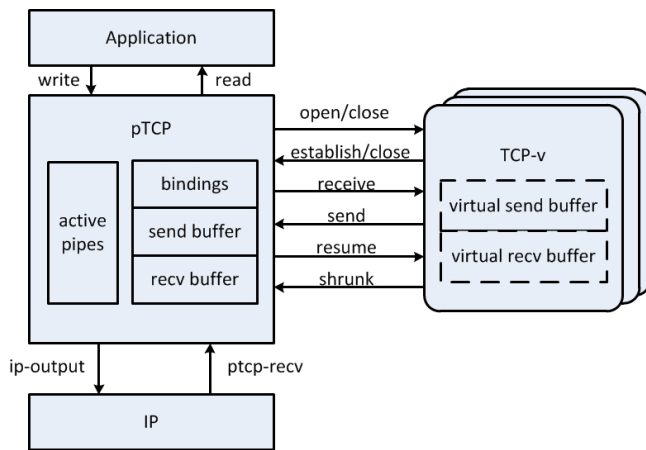 Application
write
read
pTCP
open/close
establish/close
receive
send
resume
shrunk
active
pipes
bindings
send buffer
recv buffer
TCP-v
virtual send buffer
virtual recv buffer
ip-output
ptcp-recv
IP